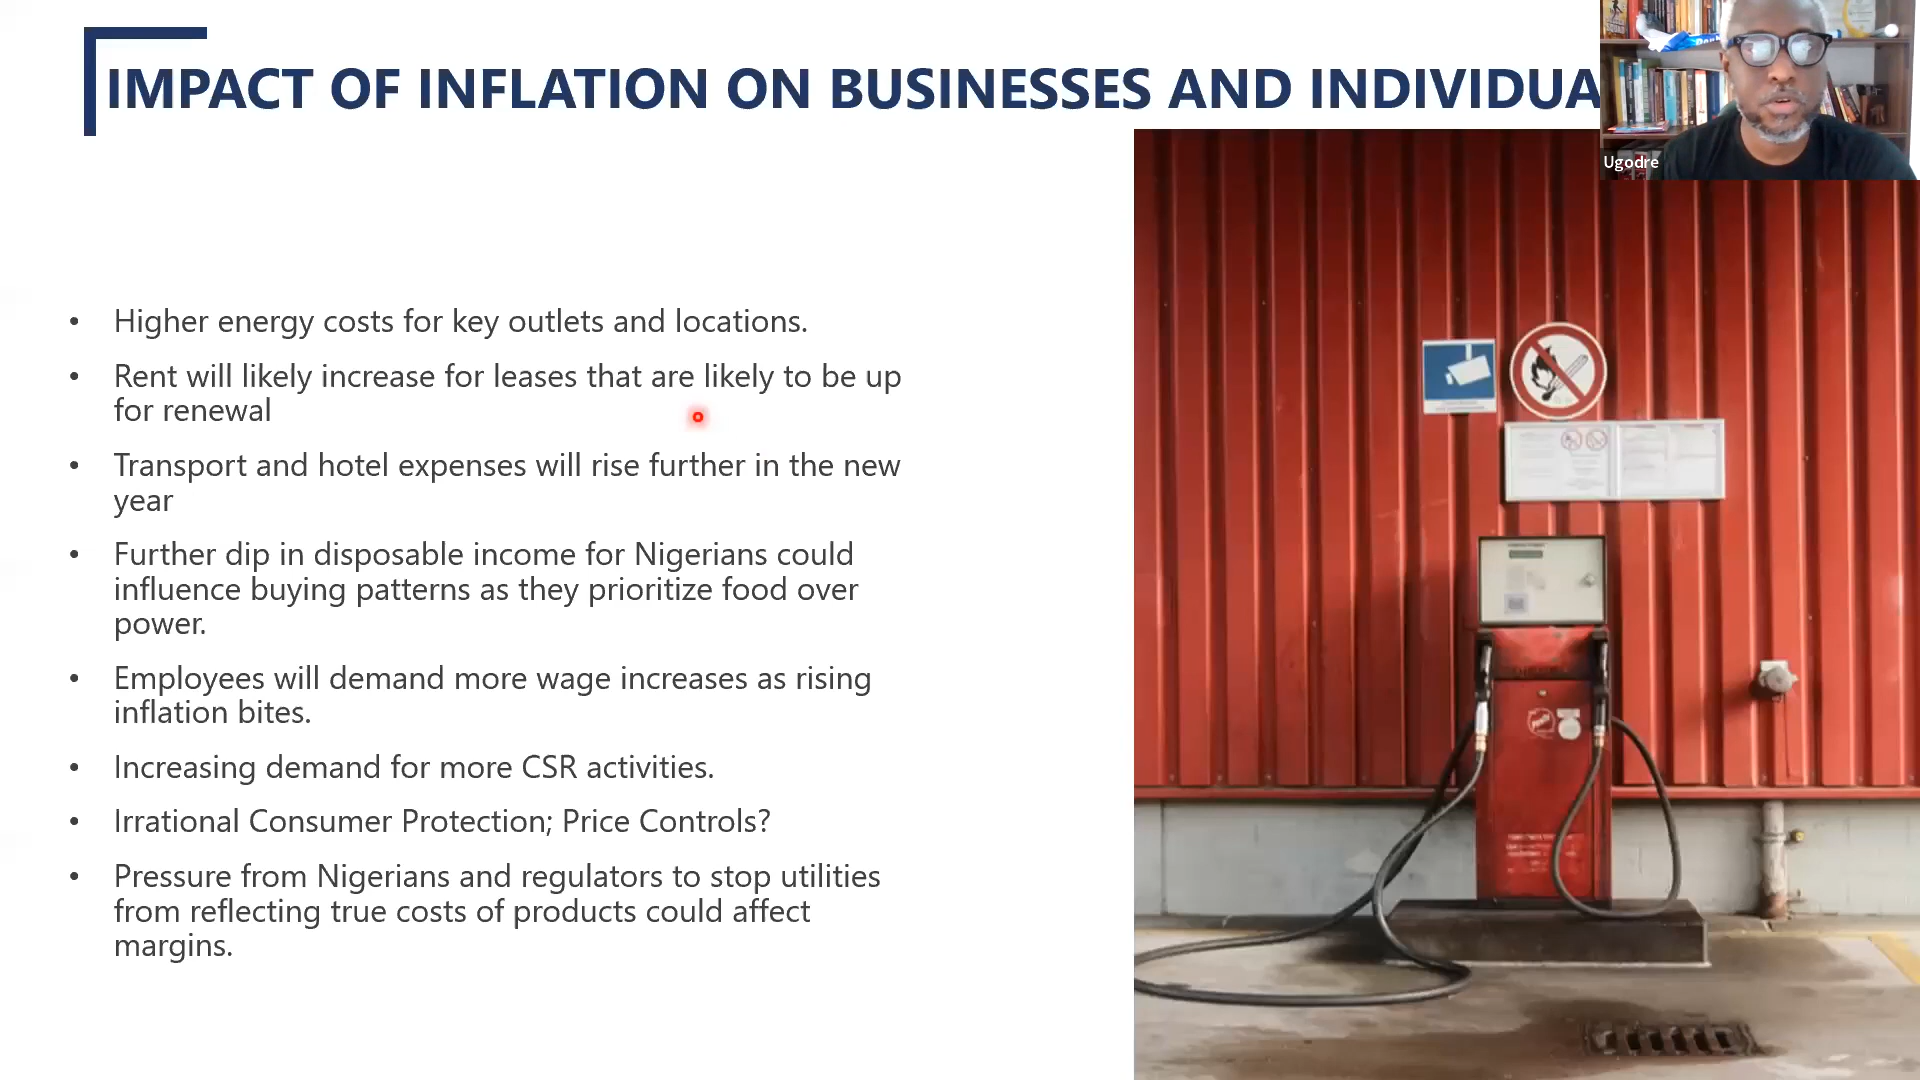 IMPACT OF INFLATION ON BUSINESSES AND INDIVIDUA
Ugodre
• Higher energy costs for key outlets and locations.
• Rent will likely increase for leases that are likely to be up
for renewal
• Transport and hotel expenses will rise further in the new
year
• Further dip in disposable income for Nigerians could
influence buying patterns as they prioritize food over
power.
• Employees will demand more wage increases as rising
inflation bites.
• Increasing demand for more CSR activities.
• Irrational Consumer Protection; Price Controls?
• Pressure from Nigerians and regulators to stop utilities
from reflecting true costs of products could affect
margins.